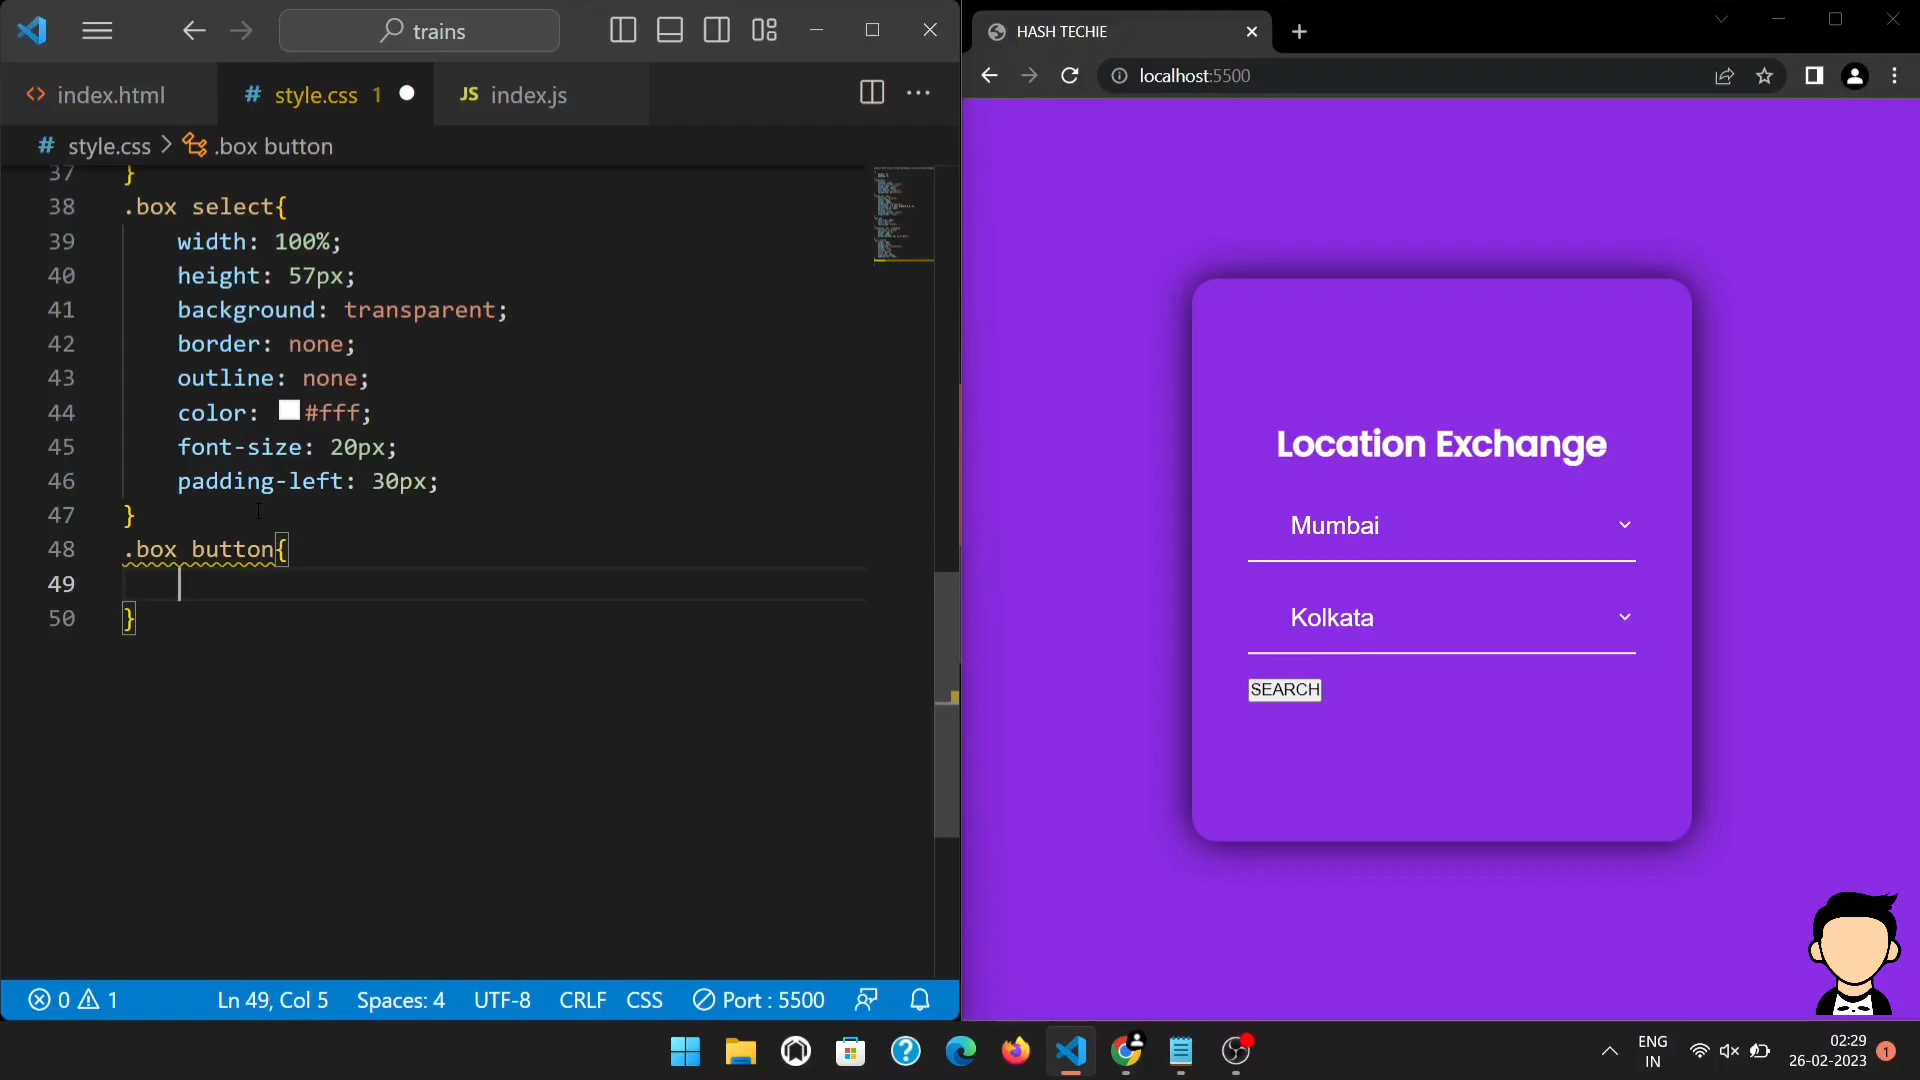 trains
index.html
style.css 1
JS index.js
# style.css > .box button
37 }
38 .box select{
39 width: 100%;
40 height: 57px;
41 background: transparent;
42 border: none;
43 outline: none;
44 color: #fff;
45 font-size: 20px;
46 padding-left: 30px;
47 }
48 .box button{
49
50 }
0 1 Ln 49, Col 5 Spaces: 4 UTF-8 CRLF CSS Port : 5500
HASH TECHIE
localhost:5500
Location Exchange
Mumbai
Kolkata
SEARCH
ENG
IN
02:29
26-02-2023 1